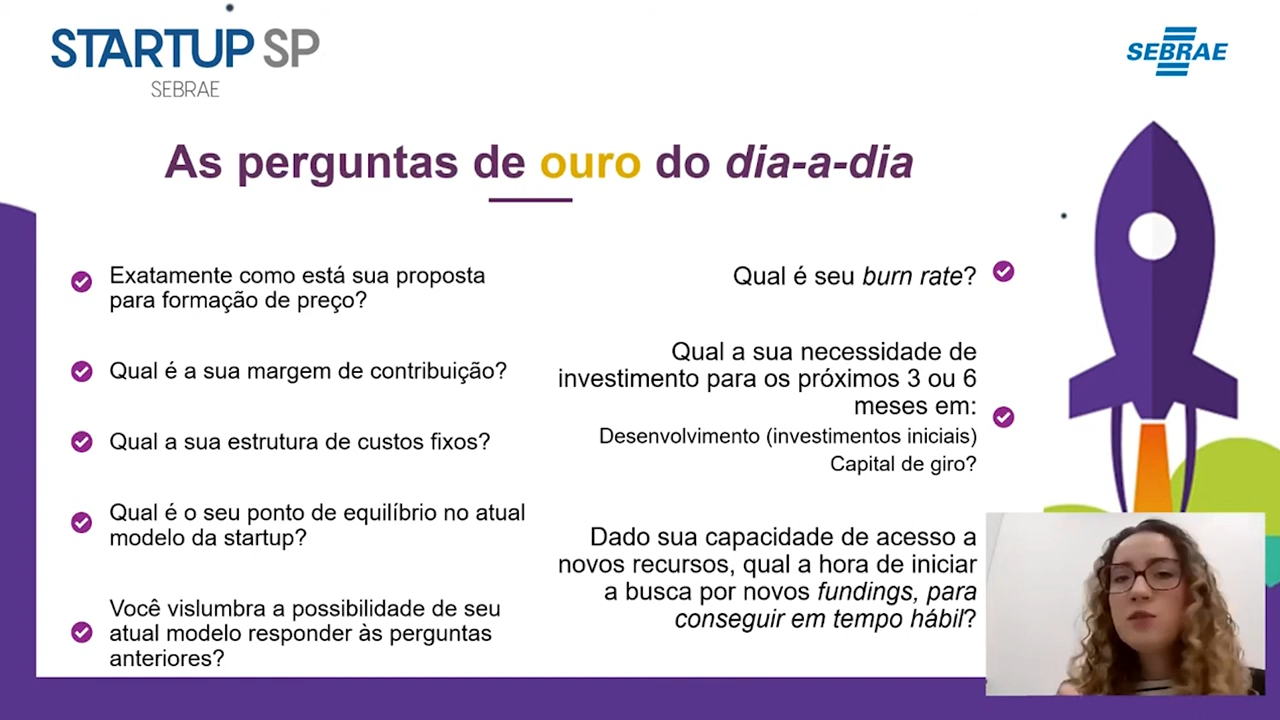 STARTUP SP
SEBRAE
SEBRAE
As perguntas de ouro do dia-a-dia
Exatamente como está sua proposta
para formação de preço?
Qual é a sua margem de contribuição?
Qual a sua estrutura de custos fixos?
Qual é o seu ponto de equilíbrio no atual
modelo da startup?
Você vislumbra a possibilidade de seu
atual modelo responder às perguntas
anteriores?
Qual é seu burn rate?
Qual a sua necessidade de
investimento para os próximos 3 ou 6
meses em:
Desenvolvimento (investimentos iniciais)
Capital de giro?
Dado sua capacidade de acesso a
novos recursos, qual a hora de iniciar
a busca por novos fundings, para
conseguir em tempo hábil?